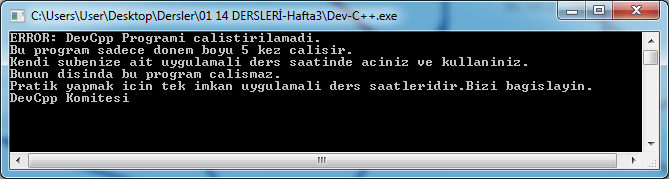 C:\Users\User\Desktop\Dersler\01 14 DERSLERİ-Hafta3\Dev-C++.exe
ERROR: DevCpp Programi calistirilamadi.
Bu program sadece donem boyu 5 kez calisir.
Kendi subenize ait uygulamali ders saatinde aciniz ve kullaniniz.
Bunun disinda bu program calismaz.
Pratik yapmak icin tek imkan uygulamali ders saatleridir.Bizi bagislayin.
DevCpp Komitesi